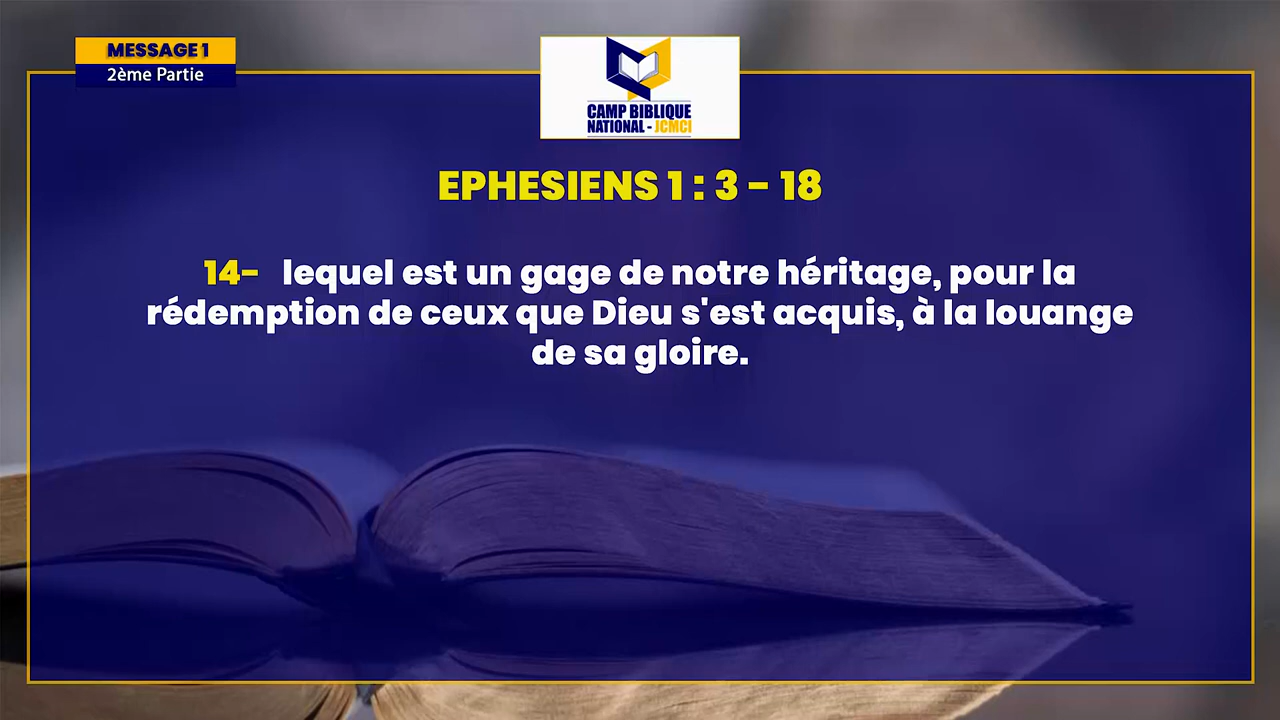 MESSAGE 1
2ème Partie
CAMP BIBLIQUE
NATIONAL - JCMCI
EPHESIENS 1 : 3 - 18
14- lequel est un gage de notre héritage, pour la
rédemption de ceux que Dieu s'est acquis, à la louange
de sa gloire.